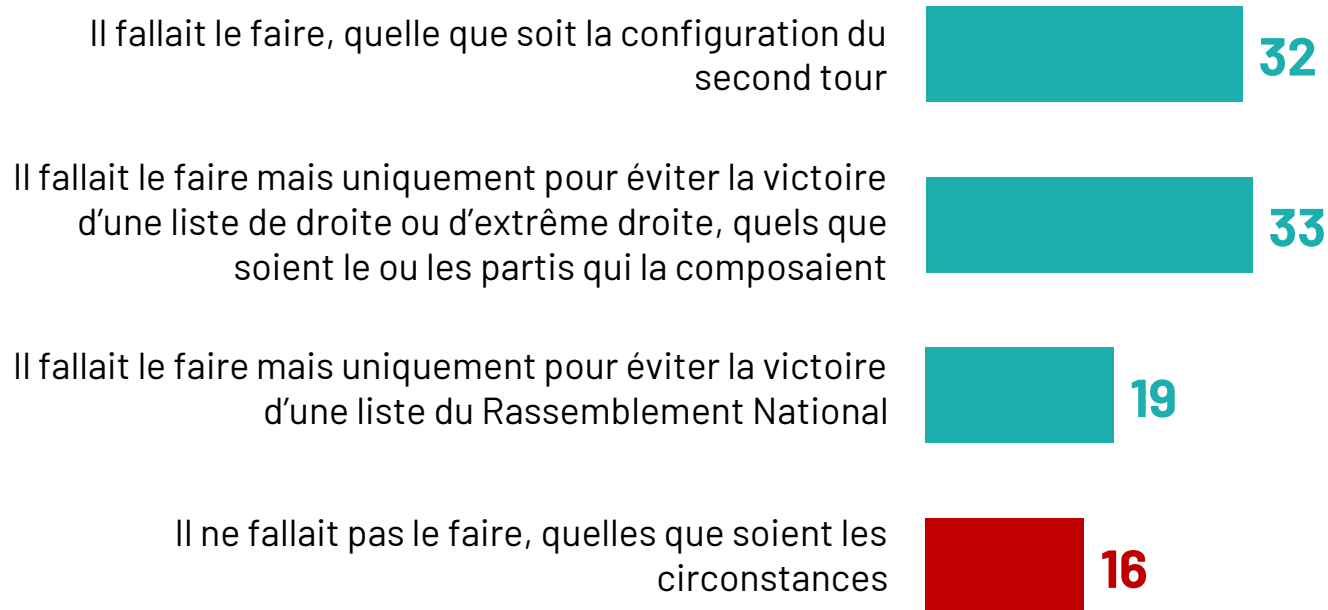 Il fallait le faire, quelle que soit la configuration du
second tour
32
Il fallait le faire mais uniquement pour éviter la victoire
d’une liste de droite ou d’extrême droite, quels que
soient le ou les partis qui la composaient
33
Il fallait le faire mais uniquement pour éviter la victoire
d’une liste du Rassemblement National
19
Il ne fallait pas le faire, quelles que soient les
circonstances
16